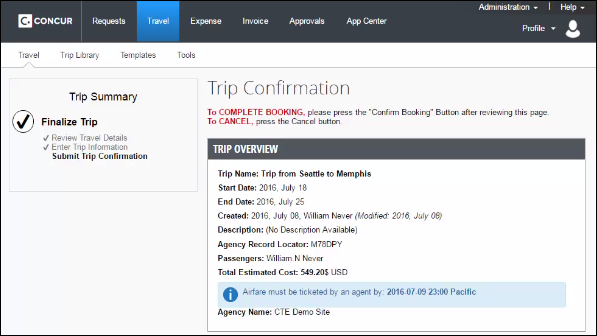 Administration
Help
C. CONCUR
Requests
Travel
Expense
Invoice
Approvals
App Center
Profile
Travel
Trip Library
Templates
Tools
Trip Summary
Finalize Trip
Review Travel Details
Enter Trip Information
Submit Trip Confirmation
Trip Confirmation
To COMPLETE BOOKING, please press the "Confirm Booking" Button after reviewing this page.
To CANCEL, press the Cancel button.
TRIP OVERVIEW
Trip Name: Trip from Seattle to Memphis
Start Date: 2016, July 18
End Date: 2016, July 25
Created: 2016, July 08, William Never (Modified: 2016, July 08)
Description: (No Description Available)
Agency Record Locator: M78DPY
Passengers: William.N Never
Total Estimated Cost: 549.20$ USD
Airfare must be ticketed by an agent by: 2016-07-09 23:00 Pacific
Agency Name: CTE Demo Site